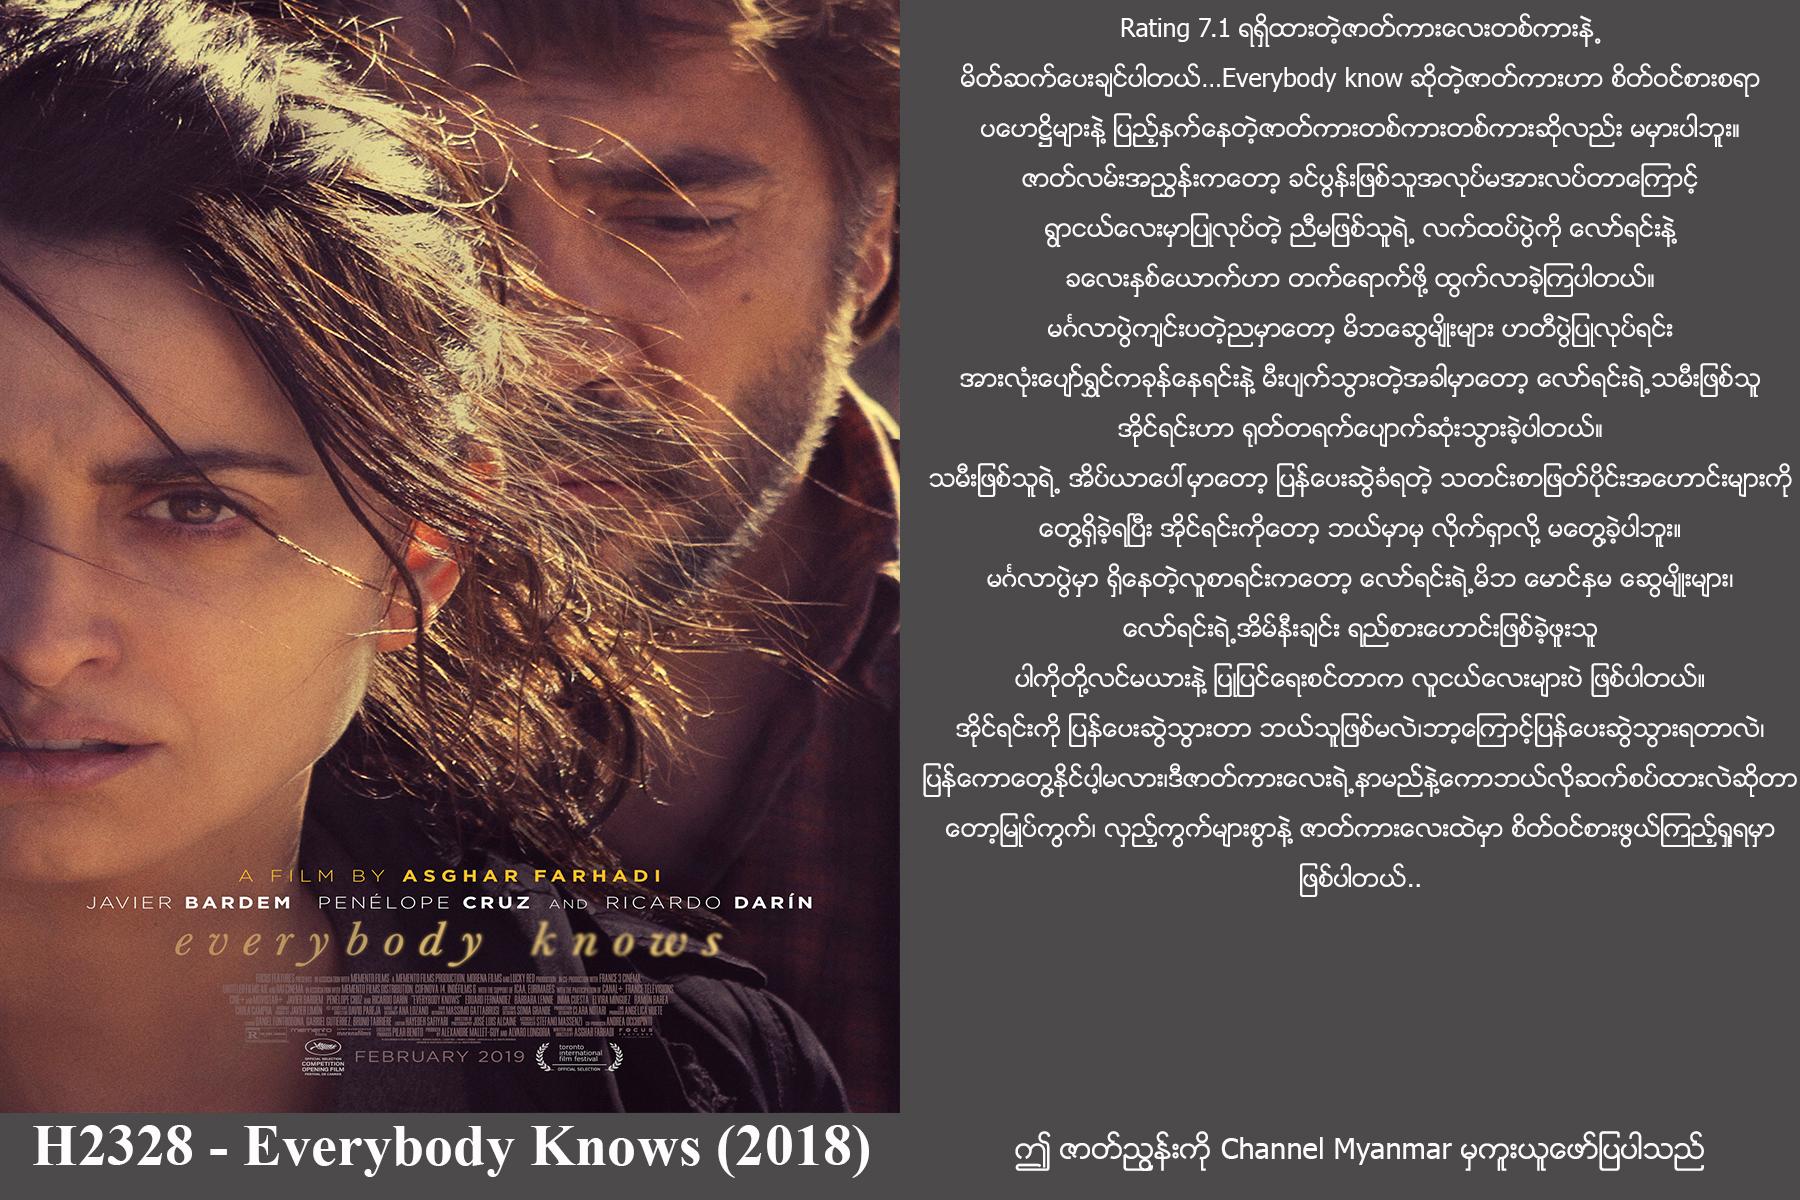 A FILM BY ASGHAR FARHADI
JAVIER BARDEM PENÉLOPE CRUZ AND RICARDO DARÍN
everybody knows
FEBRUARY 2019
OFFICIAL SELECTION
COMPETITION
OPENING FILM
FESTIVAL DE CANNES
toronto
international
film festival
OFFICIAL SELECTION
H2328 - Everybody Knows (2018)
Rating 7.1 ရရှိထားတဲ့ဇာတ်ကားလေးတစ်ကားနဲ့
မိတ်ဆက်ပေးချင်ပါတယ်...Everybody know ဆိုတဲ့ဇာတ်ကားဟာ စိတ်ဝင်စားစရာ
ပဟေဠိများနဲ့ ပြည့်နှက်နေတဲ့ဇာတ်ကားတစ်ကားတစ်ကားဆိုလည်း မမှားပါဘူး။
ဇာတ်လမ်းအညွှန်းကတော့ ခင်ပွန်းဖြစ်သူအလုပ်မအားလပ်တာကြောင့်
ရွာငယ်လေးမှာပြုလုပ်တဲ့ ညီမဖြစ်သူရဲ့ လက်ထပ်ပွဲကို လော်ရင်းနဲ့
ခလေးနှစ်ယောက်ဟာ တက်ရောက်ဖို့ ထွက်လာခဲ့ကြပါတယ်။
မင်္ဂလာပွဲကျင်းပတဲ့ညမှာတော့ မိဘဆွေမျိုးများ ဟတီပွဲပြုလုပ်ရင်း
အားလုံးပျော်ရွှင်ကခုန်နေရင်းနဲ့ မီးပျက်သွားတဲ့အခါမှာတော့ လော်ရင်းရဲ့သမီးဖြစ်သူ
အိုင်ရင်းဟာ ရုတ်တရက်ပျောက်ဆုံးသွားခဲ့ပါတယ်။
သမီးဖြစ်သူရဲ့ အိပ်ယာပေါ်မှာတော့ ပြန်ပေးဆွဲခံရတဲ့ သတင်းစာဖြတ်ပိုင်းအဟောင်းများကို
တွေ့ရှိခဲ့ရပြီး အိုင်ရင်းကိုတော့ ဘယ်မှာမှ လိုက်ရှာလို့ မတွေ့ခဲ့ပါဘူး။
မင်္ဂလာပွဲမှာ ရှိနေတဲ့လူစာရင်းကတော့ လော်ရင်းရဲ့မိဘ မောင်နှမ ဆွေမျိုးများ၊
လော်ရင်းရဲ့အိမ်နီးချင်း ရည်စားဟောင်းဖြစ်ခဲ့ဖူးသူ
ပါကိုတို့လင်မယားနဲ့ ပြုပြင်ရေးစင်တာက လူငယ်လေးများပဲ ဖြစ်ပါတယ်။
အိုင်ရင်းကို ပြန်ပေးဆွဲသွားတာ ဘယ်သူဖြစ်မလဲ၊ဘာ့ကြောင့်ပြန်ပေးဆွဲသွားရတာလဲ၊
ပြန်ကောတွေ့နိုင်ပါ့မလား၊ဒီဇာတ်ကားလေးရဲ့နာမည်နဲ့ကောဘယ်လိုဆက်စပ်ထားလဲဆိုတာ
တော့မြုပ်ကွက်၊ လှည့်ကွက်များစွာနဲ့ ဇာတ်ကားလေးထဲမှာ စိတ်ဝင်စားဖွယ်ကြည့်ရှုရမှာ
ဖြစ်ပါတယ်..
ဤ ဇာတ်ညွှန်းကို Channel Myanmar မှကူးယူဖော်ပြပါသည်